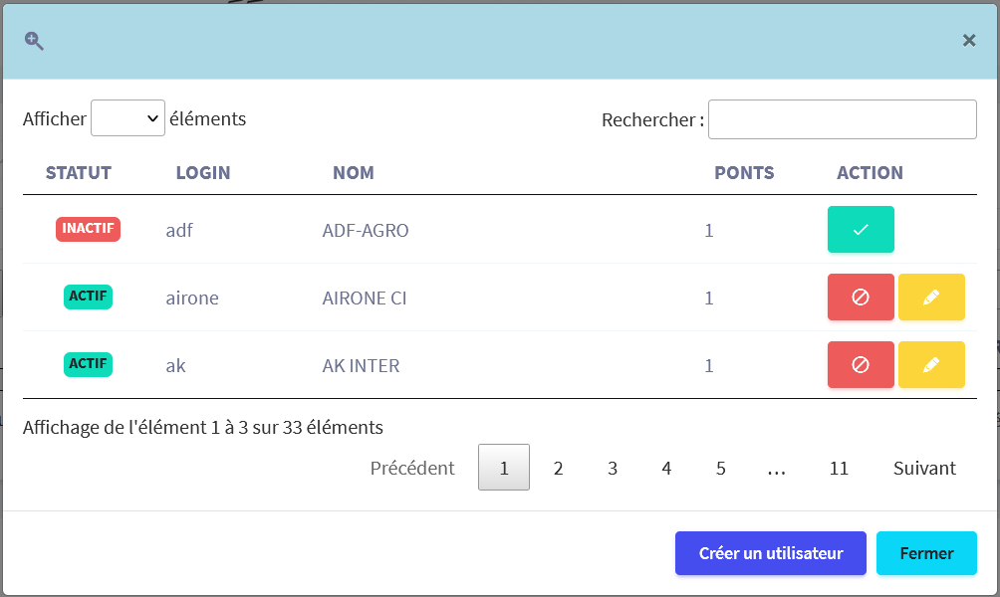 Afficher éléments Rechercher :
STATUT LOGIN NOM PONTS ACTION
INACTIF adf ADF-AGRO 1
ACTIF airone AIRONE CI 1
ACTIF ak AK INTER 1
Affichage de l'élément 1 à 3 sur 33 éléments
Précédent 1 2 3 4 5 … 11 Suivant
Créer un utilisateur Fermer